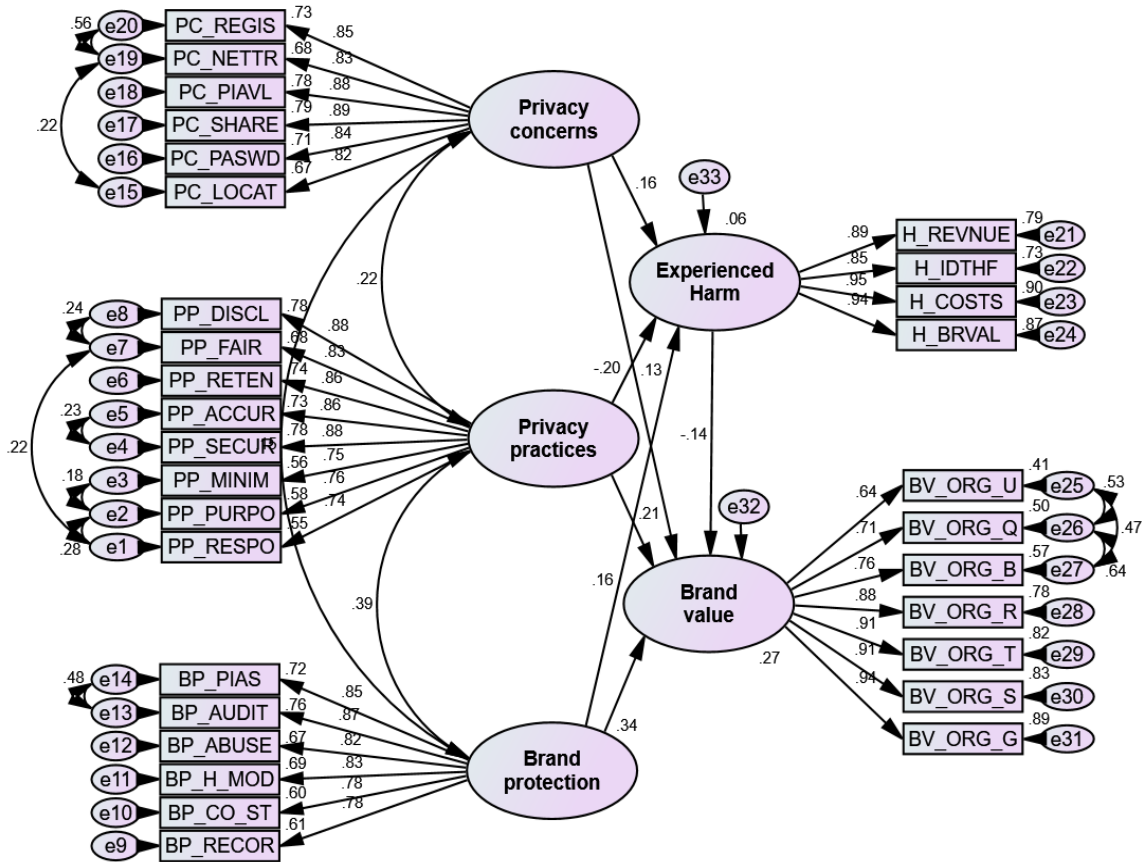 .56
e20
PC_REGIS
.73
.85
e19
PC_NETTR
.68
.83
e18
PC_PIAVL
.78
.88
e17
PC_SHARE
.79
.89
.22
e16
PC_PASWD
.71
.84
e15
PC_LOCAT
.67
.82
Privacy
concerns
.16
e33
.06
.22
Experienced
Harm
.89
H_REVNUE
.79
e21
.85
H_IDTHF
.73
e22
.95
H_COSTS
.90
e23
.94
H_BRVAL
.87
e24
.24
e8
PP_DISCL
.78
.88
e7
PP_FAIR
.68
.83
e6
PP_RETEN
.74
.86
.23
e5
PP_ACCUR
.73
.86
.22
e4
PP_SECUR
.78
.88
.18
e3
PP_MINIM
.56
.75
e2
PP_PURPO
.58
.76
.28
e1
PP_RESPO
.55
.74
Privacy
practices
-.20
.13
-.14
.21
.16
e32
.39
Brand
value
.27
.64
BV_ORG_U
.41
e25
.53
.71
BV_ORG_Q
.50
e26
.47
.76
BV_ORG_B
.57
e27
.64
.88
BV_ORG_R
.78
e28
.91
BV_ORG_T
.82
e29
.91
BV_ORG_S
.83
e30
.94
BV_ORG_G
.89
e31
.48
e14
BP_PIAS
.72
.85
e13
BP_AUDIT
.76
.87
e12
BP_ABUSE
.67
.82
e11
BP_H_MOD
.69
.83
e10
BP_CO_ST
.60
.78
e9
BP_RECOR
.61
.78
Brand
protection
.34